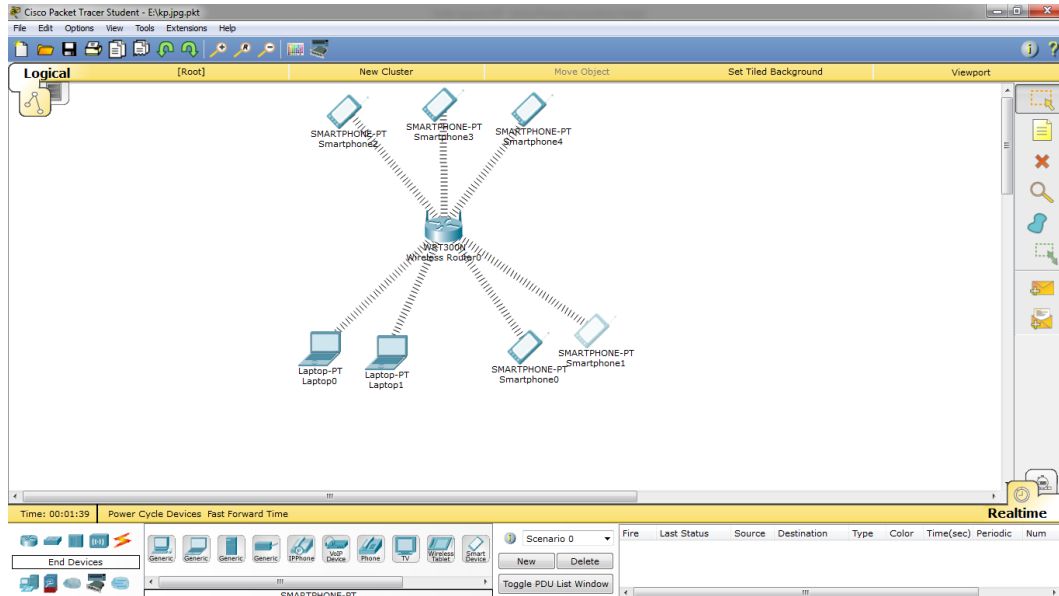 Cisco Packet Tracer Student - E:\kp.jpg.pkt
File Edit Options View Tools Extensions Help
Logical [Root] New Cluster Move Object Set Tiled Background Viewport
SMARTPHONE-PT
Smartphone2
SMARTPHONE-PT
Smartphone3
SMARTPHONE-PT
Smartphone4
WRT300N
Wireless Router0
Laptop-PT
Laptop0
Laptop-PT
Laptop1
SMARTPHONE-PT
Smartphone0
SMARTPHONE-PT
Smartphone1
Realtime
Time: 00:01:39 Power Cycle Devices Fast Forward Time
End Devices
Generic Generic Generic Generic IPPhone VoIP Device Phone TV Wireless Tablet Smart Device
SMARTPHONE-PT
Scenario 0
New Delete
Toggle PDU List Window
Fire Last Status Source Destination Type Color Time(sec) Periodic Num